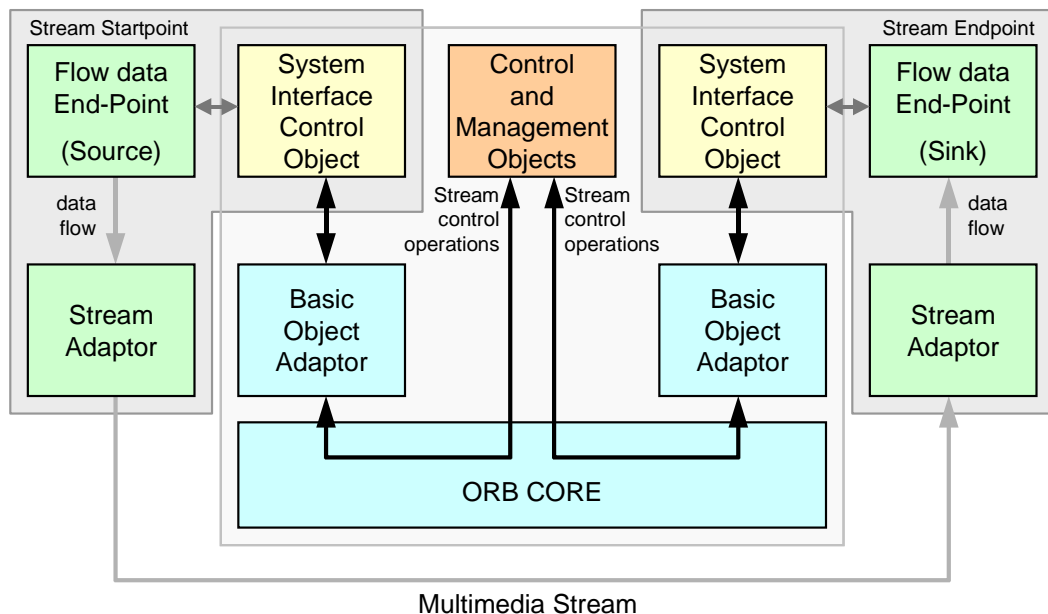 Stream Startpoint
Flow data
End-Point
(Source)
System
Interface
Control
Object
Control
and
Management
Objects
System
Interface
Control
Object
Stream Endpoint
Flow data
End-Point
(Sink)
data
flow
Stream
control
operations
Stream
control
operations
data
flow
Stream
Adaptor
Basic
Object
Adaptor
Basic
Object
Adaptor
Stream
Adaptor
ORB CORE
Multimedia Stream